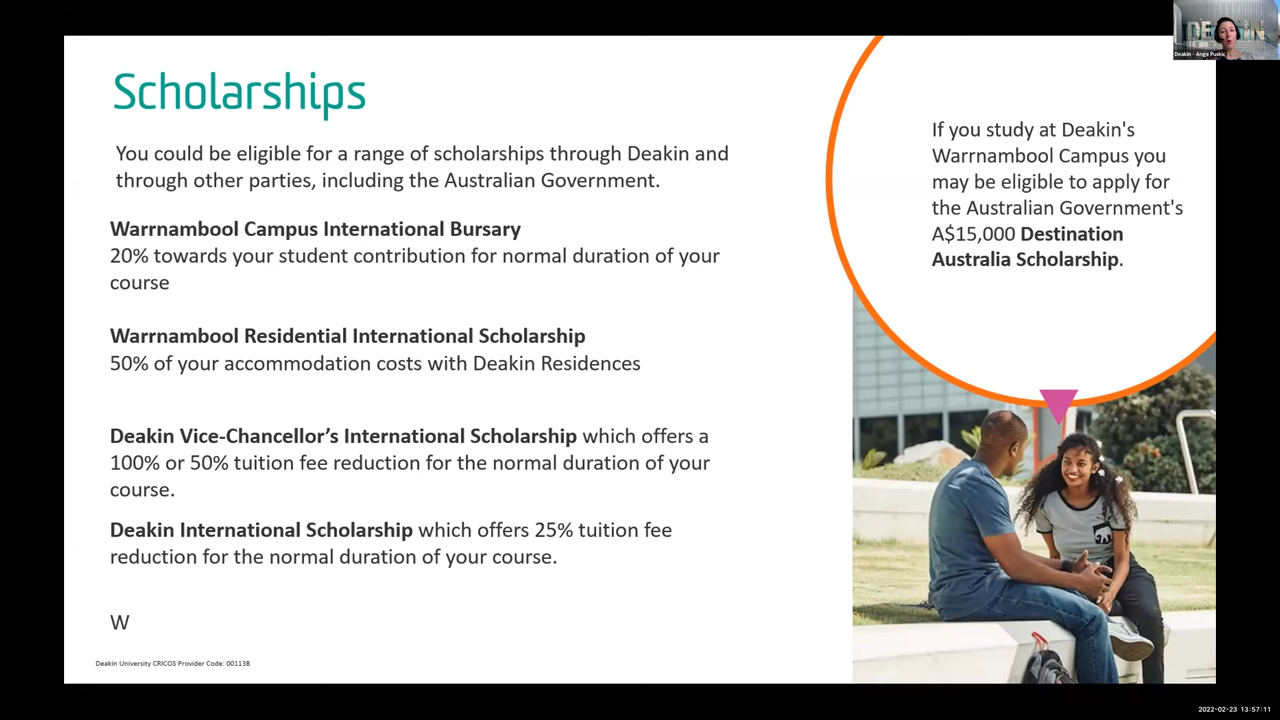 Scholarships
You could be eligible for a range of scholarships through Deakin and
through other parties, including the Australian Government.
Warrnambool Campus International Bursary
20% towards your student contribution for normal duration of your
course
Warrnambool Residential International Scholarship
50% of your accommodation costs with Deakin Residences
Deakin Vice-Chancellor’s International Scholarship which offers a
100% or 50% tuition fee reduction for the normal duration of your
course.
Deakin International Scholarship which offers 25% tuition fee
reduction for the normal duration of your course.
W
Deakin University CRICOS Provider Code: 00113B
If you study at Deakin's
Warrnambool Campus you
may be eligible to apply for
the Australian Government's
A$15,000 Destination
Australia Scholarship.
Deakin - Ange Puskic
2022-02-23 13:57:11